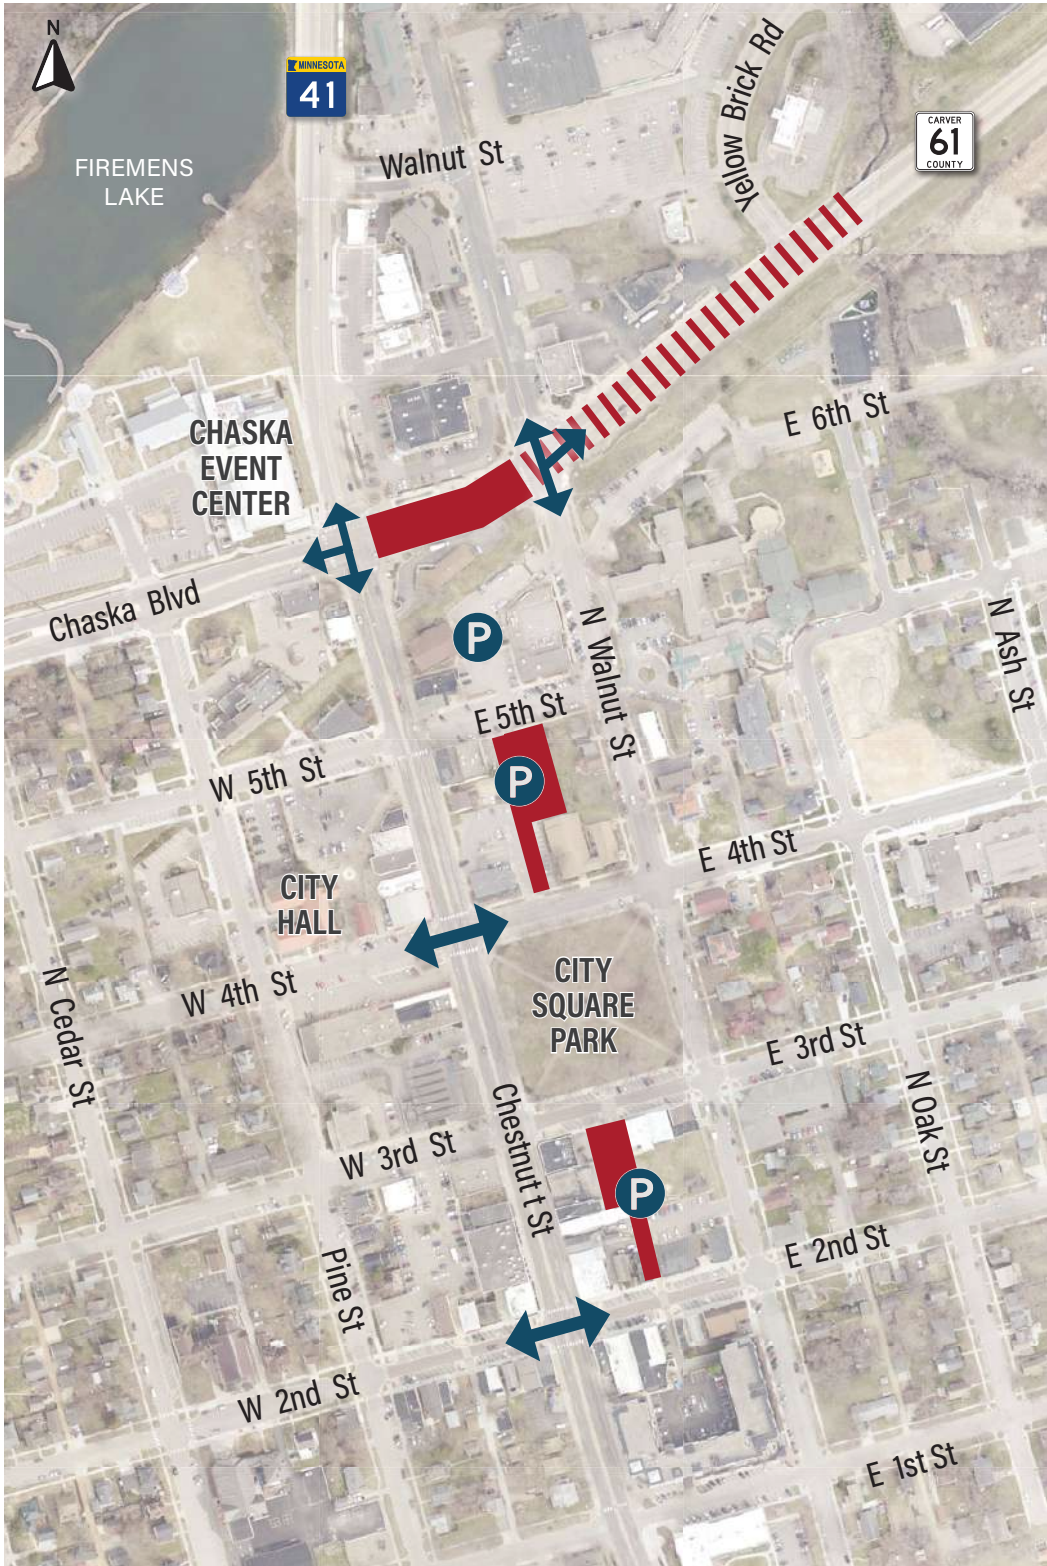 N
MINNESOTA
41
Walnut St
Yellow Brick Rd
CARVER
61
COUNTY
FIREMENS
LAKE
E 6th St
CHASKA
EVENT
CENTER
Chaska Blvd
P
N Walnut St
N Ash St
E 5th St
W 5th St
P
E 4th St
CITY
HALL
W 4th St
N Cedar St
CITY
SQUARE
PARK
E 3rd St
N Oak St
Chestnut t St
W 3rd St
P
E 2nd St
Pine St
W 2nd St
E 1st St